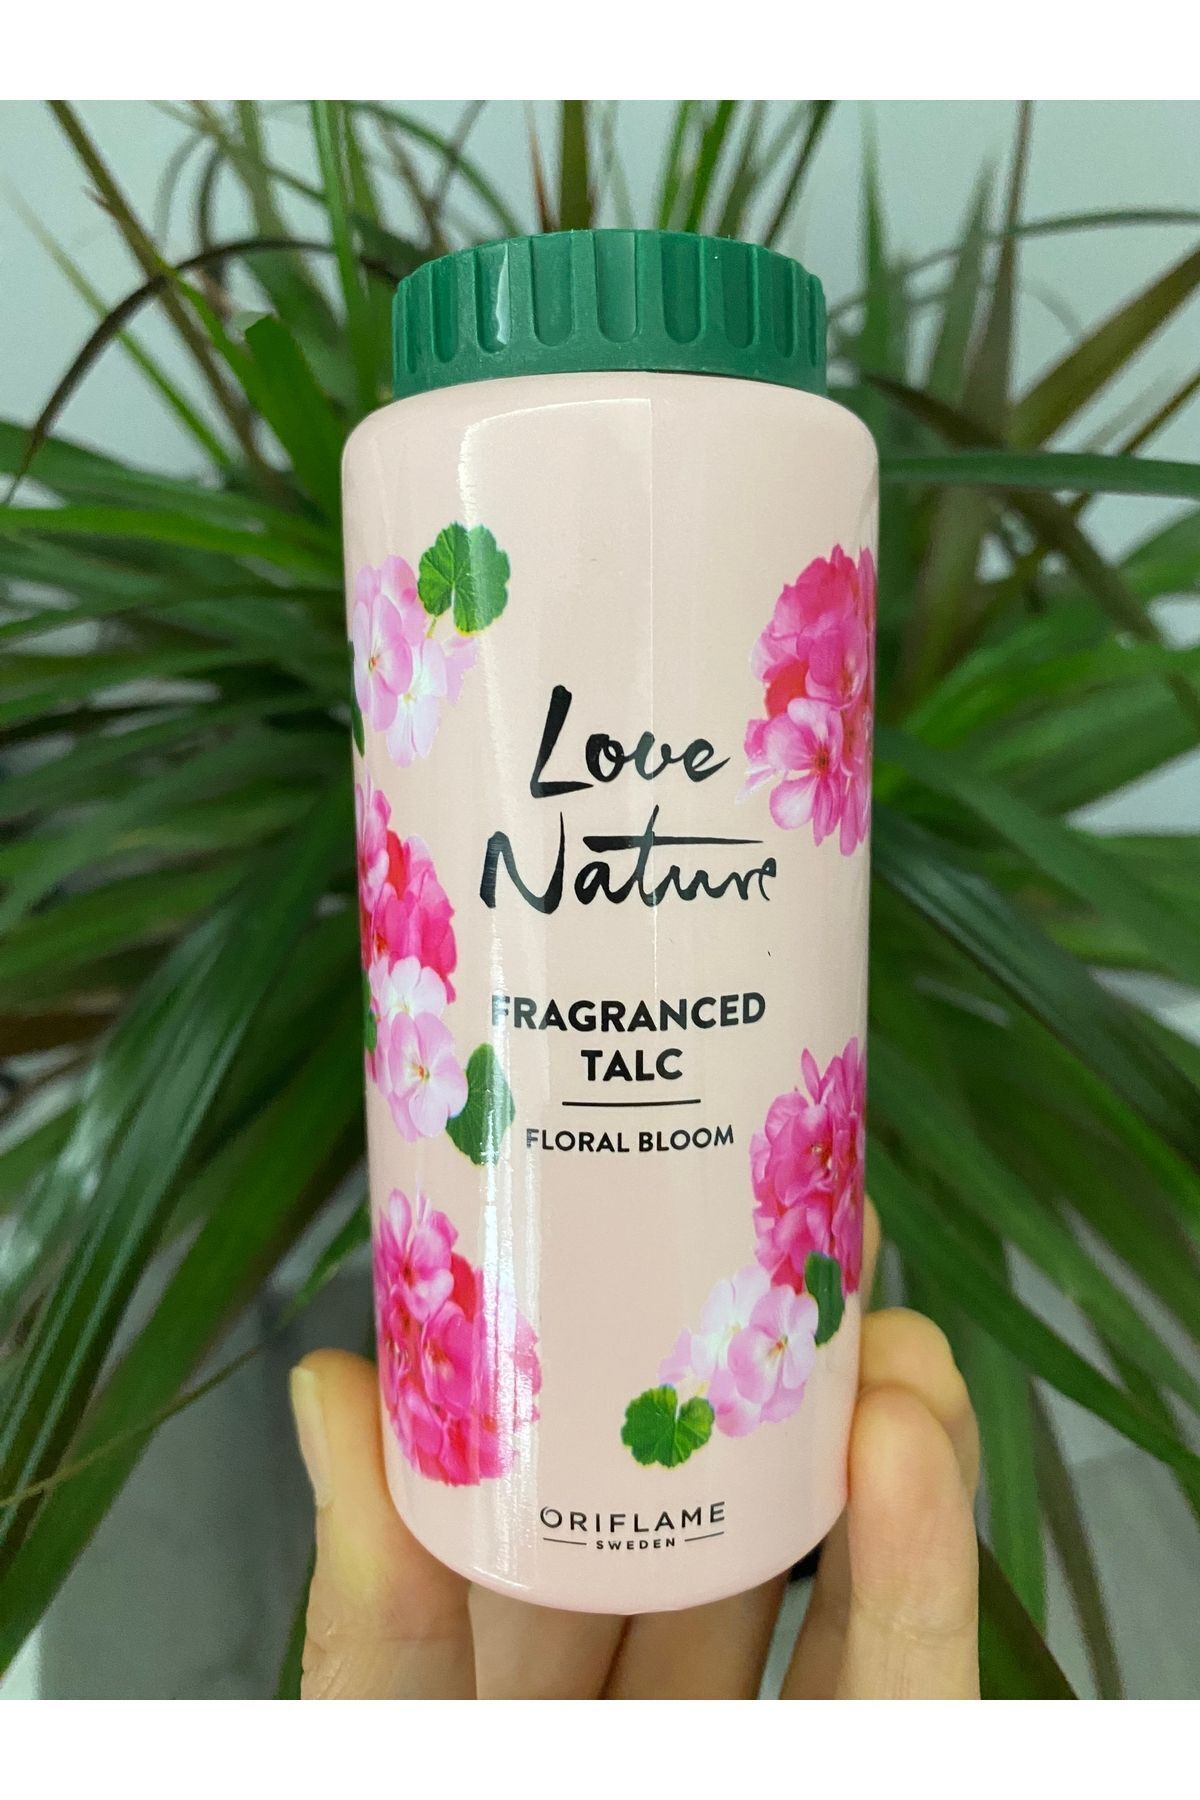 Love
Nature
FRAGRANCED
TALC
FLORAL BLOOM
ORIFLAME
SWEDEN